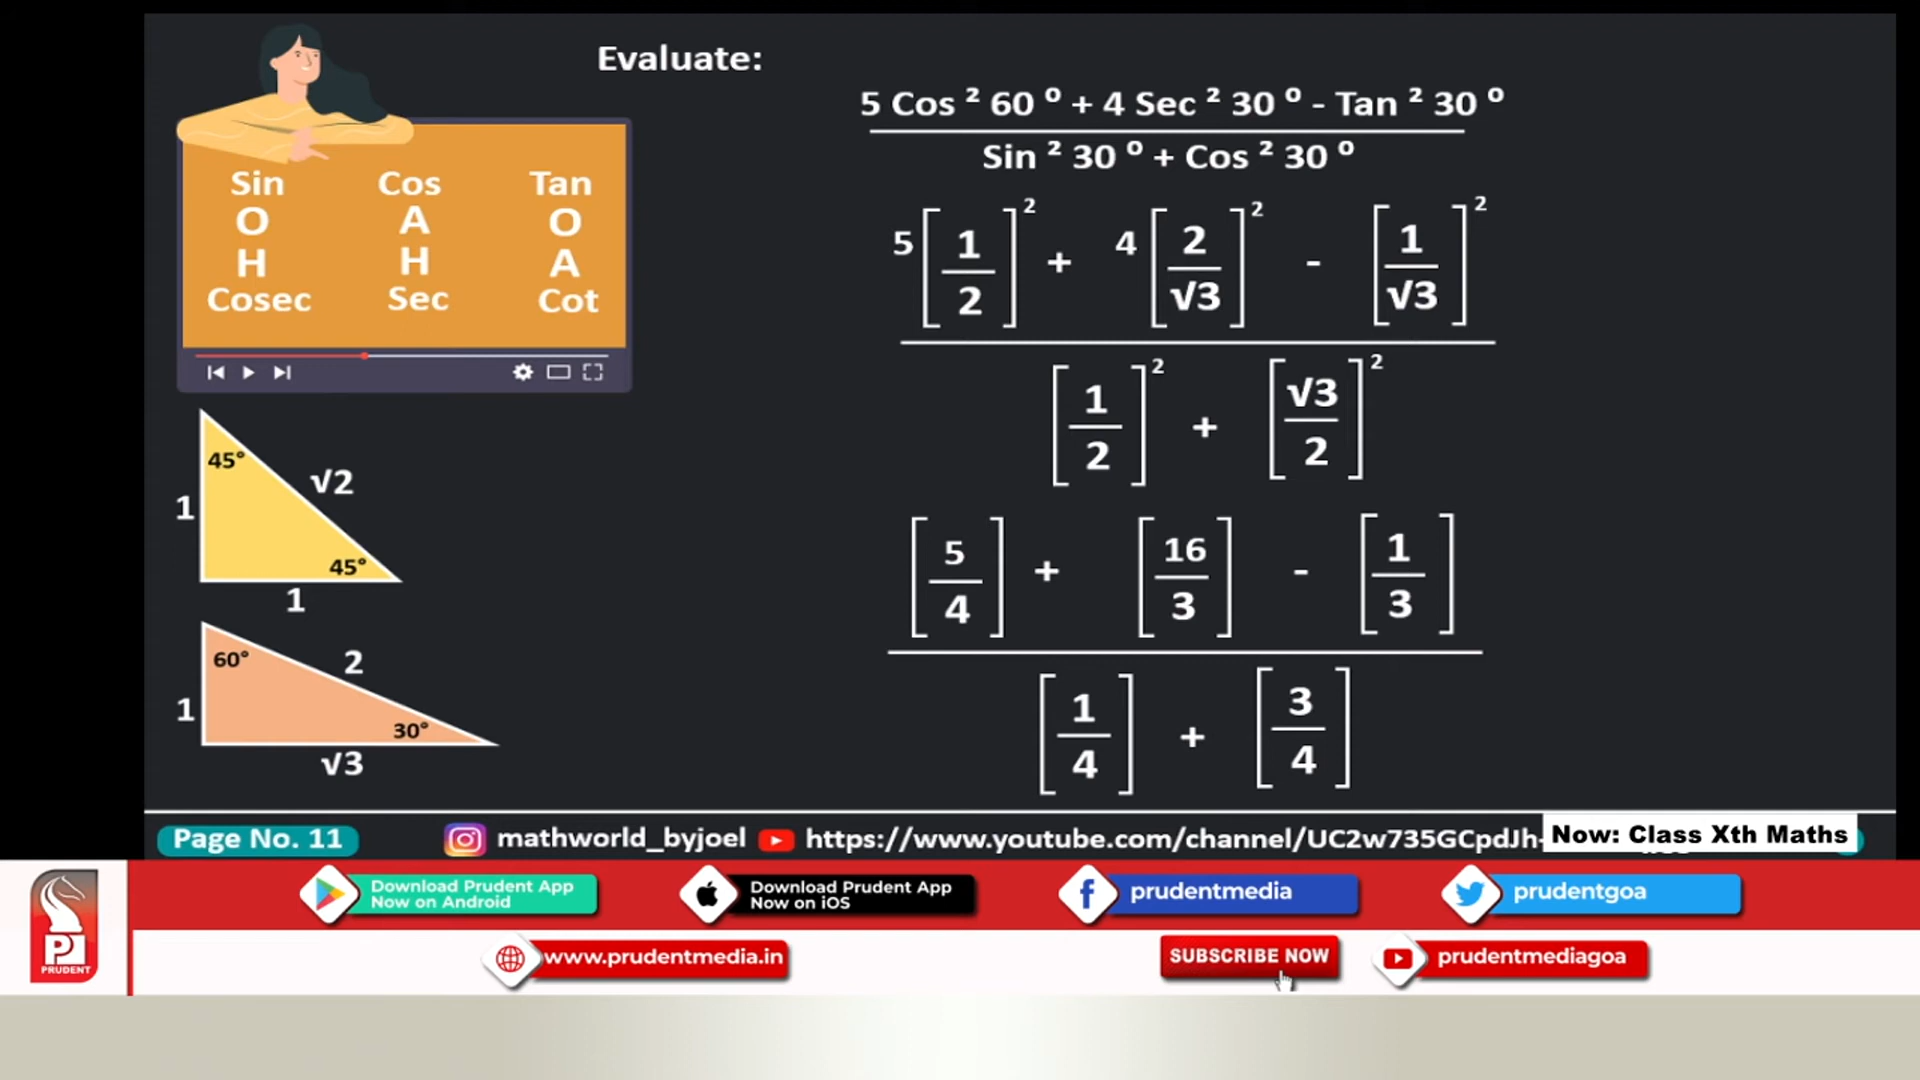 Evaluate:
5 Cos ² 60 ⁰ + 4 Sec ² 30 ⁰ - Tan ² 30 ⁰
Sin ² 30 ⁰ + Cos ² 30 ⁰
Sin Cos Tan
O A O
H H A
Cosec Sec Cot
5 [1/2]² + 4 [2/√3]² - [1/√3]²
[1/2]² + [√3/2]²
[5/4] + [16/3] - [1/3]
[1/4] + [3/4]
45°
√2
1
45°
1
60°
2
1
30°
√3
Page No. 11 mathworld_byjoel https://www.youtube.com/channel/UC2w735GCpdJh-
Now: Class Xth Maths
Download Prudent App
Now on Android
Download Prudent App
Now on iOS
prudentmedia
prudentgoa
PRUDENT
www.prudentmedia.in
SUBSCRIBE NOW
prudentmediagoa